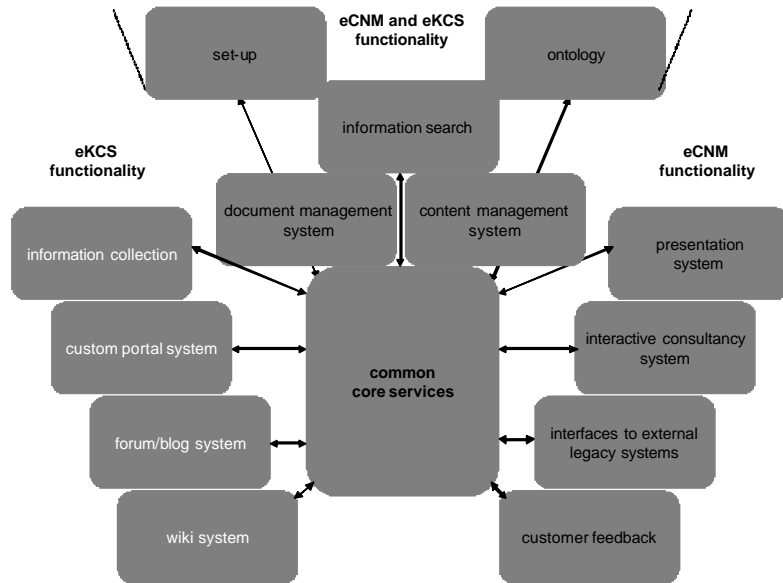 eCNM and eKCS
functionality
set-up
ontology
information search
eKCS
functionality
eCNM
functionality
document management
system
content management
system
information collection
presentation
system
custom portal system
interactive consultancy
system
common
core services
forum/blog system
interfaces to external
legacy systems
wiki system
customer feedback